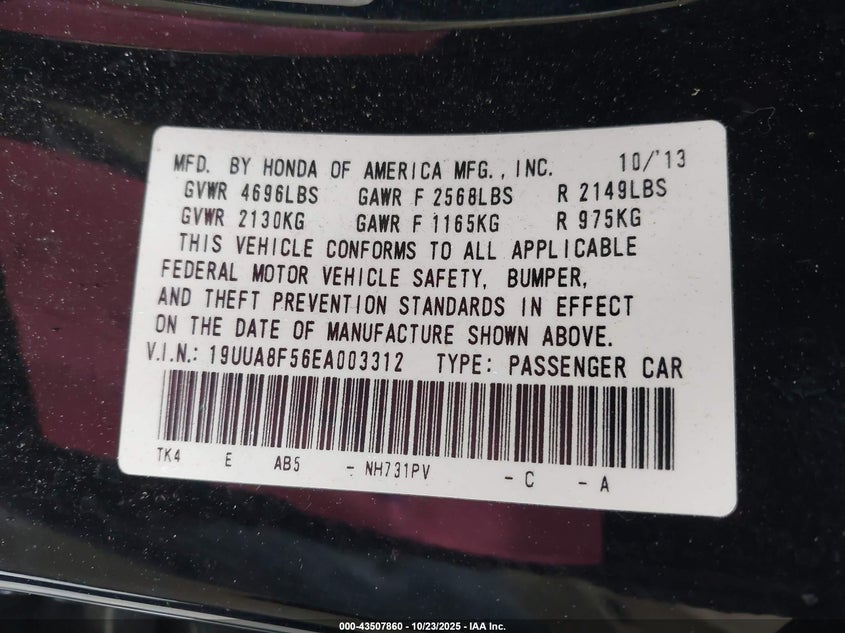 MFD. BY HONDA OF AMERICA MFG., INC. 10/'13
GVWR 4696LBS GAWR F 2568LBS R 2149LBS
GVWR 2130KG GAWR F 1165KG R 975KG
THIS VEHICLE CONFORMS TO ALL APPLICABLE
FEDERAL MOTOR VEHICLE SAFETY, BUMPER,
AND THEFT PREVENTION STANDARDS IN EFFECT
ON THE DATE OF MANUFACTURE SHOWN ABOVE.
V.I.N.: 19UUA8F56EA003312 TYPE: PASSENGER CAR
TK4 E AB5 - NH731PV - C - A
000-43507860 - 10/23/2025 - IAA Inc.